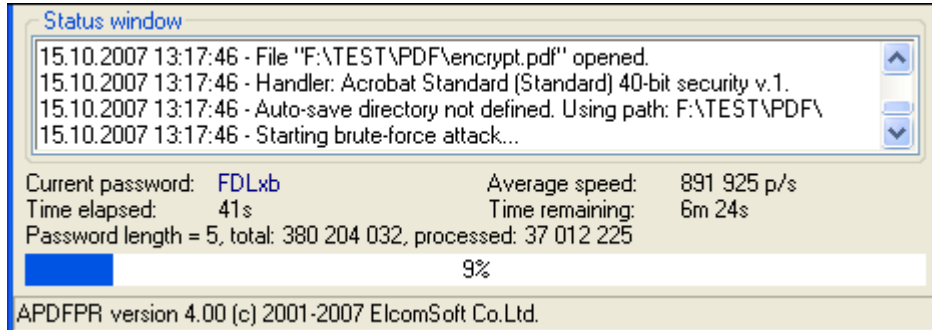 Status window
15.10.2007 13:17:46 - File "F:\TEST\PDF\encrypt.pdf" opened.
15.10.2007 13:17:46 - Handler: Acrobat Standard (Standard) 40-bit security v.1.
15.10.2007 13:17:46 - Auto-save directory not defined. Using path: F:\TEST\PDF\
15.10.2007 13:17:46 - Starting brute-force attack...
Current password: FDLxb Average speed: 891 925 p/s
Time elapsed: 41s Time remaining: 6m 24s
Password length = 5, total: 380 204 032, processed: 37 012 225
9%
APDFPR version 4.00 (c) 2001-2007 ElcomSoft Co.Ltd.